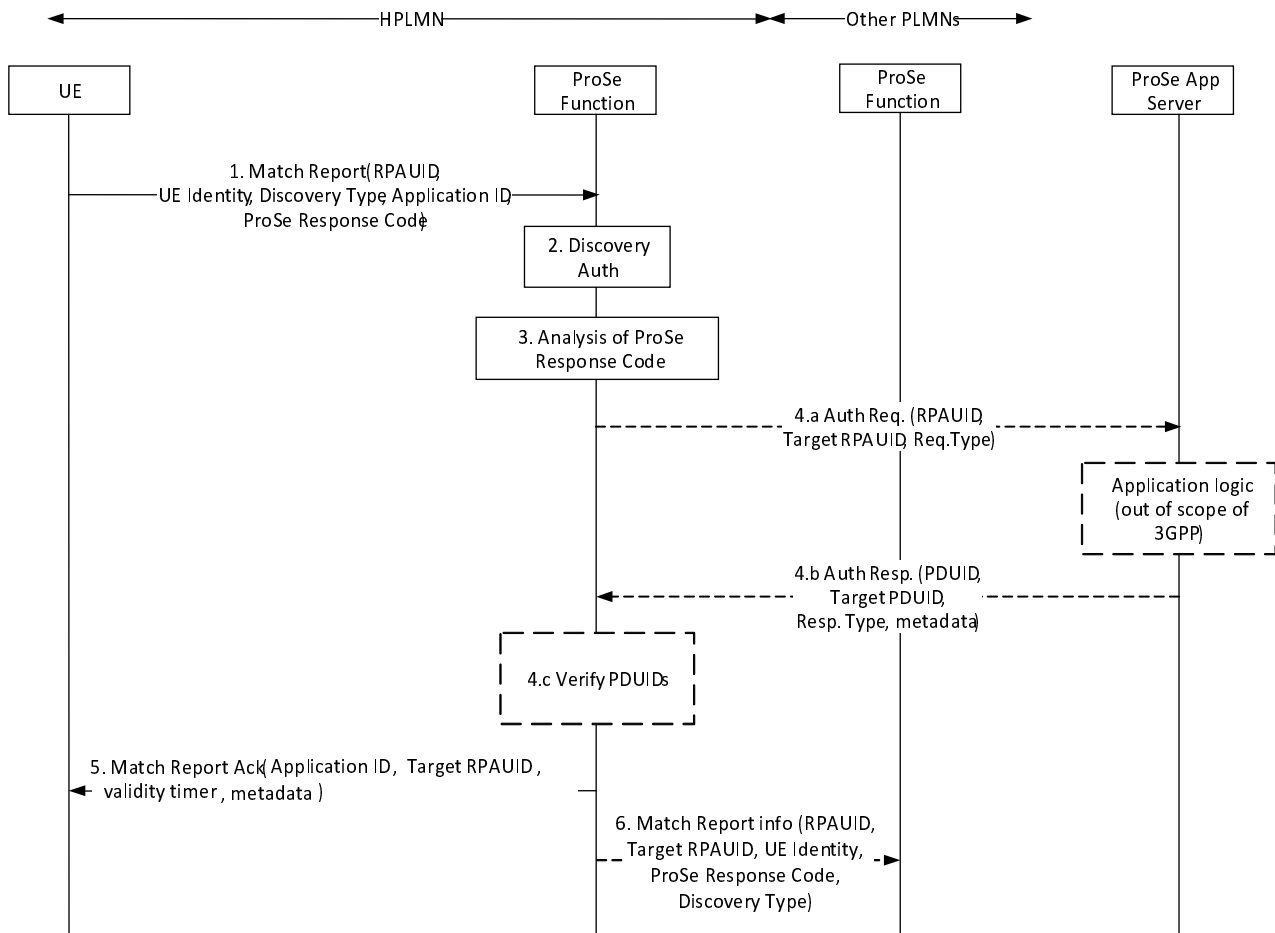 HPLMN
Other PLMNs
UE
ProSe
Function
ProSe
Function
ProSe App
Server
1. Match Report(RPAUID,
UE Identity, Discovery Type, Application ID,
ProSe Response Code)
2. Discovery
Auth
3. Analysis of ProSe
Response Code
4.a Auth Req. (RPAUID,
Target RPAUID, Req.Type)
Application logic
(out of scope of
3GPP)
4.b Auth Resp. (PDUID,
Target PDUID,
Resp. Type, metadata)
4.c Verify PDUIDs
5. Match Report Ack( Application ID, Target RPAUID ,
validity timer , metadata )
6. Match Report info (RPAUID,
Target RPAUID, UE Identity,
ProSe Response Code,
Discovery Type)